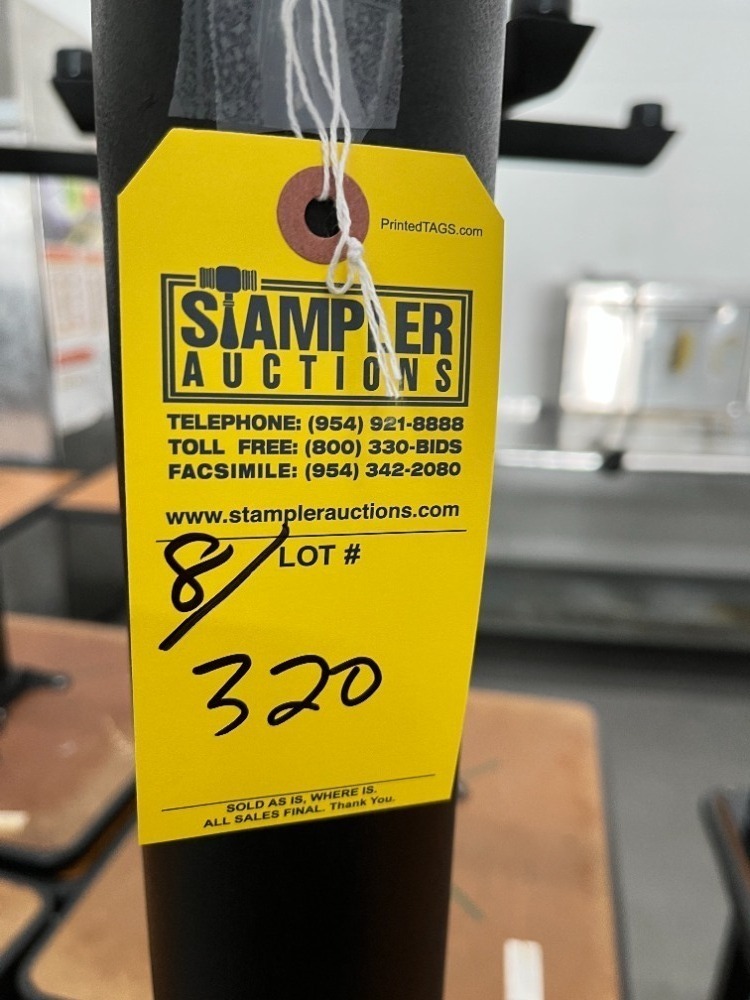 PrintedTAGS.com
STAMPLER
AUCTIONS
TELEPHONE: (954) 921-8888
TOLL FREE: (800) 330-BIDS
FACSIMILE: (954) 342-2080
www.stamplerauctions.com
8/ LOT #
320
SOLD AS IS, WHERE IS.
ALL SALES FINAL. Thank You.